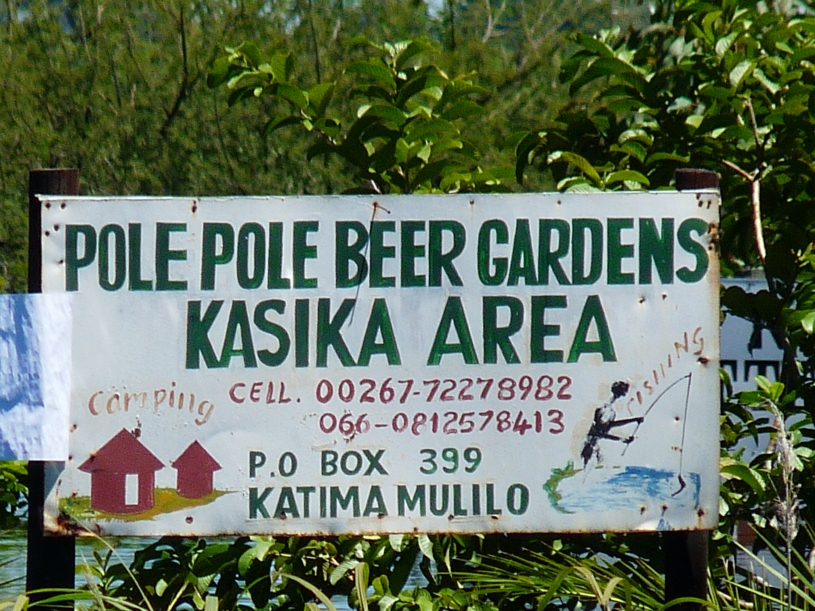 POLE POLE BEER GARDENS
KASIKA AREA
Camping
FISHING
CELL. 00267-72278982
066-0812578413
P.O BOX 399
KATIMA MULILO